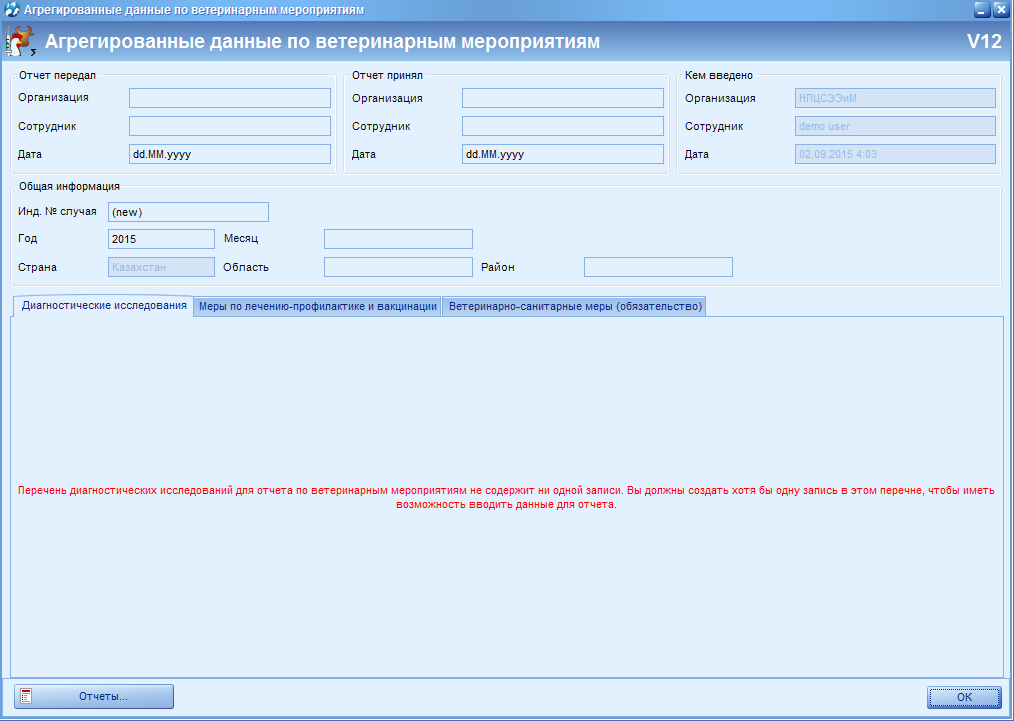 Агрегированные данные по ветеринарным мероприятиям
Агрегированные данные по ветеринарным мероприятиям V12
Отчет передал
Организация
Сотрудник
Дата dd.MM.yyyy
Отчет принял
Организация
Сотрудник
Дата dd.MM.yyyy
Кем введено
Организация НПЦСЭЭиМ
Сотрудник demo user
Дата 02.09.2015 4:03
Общая информация
Инд. № случая (new)
Год 2015 Месяц
Страна Казахстан Область Район
Диагностические исследования Меры по лечению-профилактике и вакцинации Ветеринарно-санитарные меры (обязательство)
Перечень диагностических исследований для отчета по ветеринарным мероприятиям не содержит ни одной записи. Вы должны создать хотя бы одну запись в этом перечне, чтобы иметь
возможность вводить данные для отчета.
Отчеты... ОК